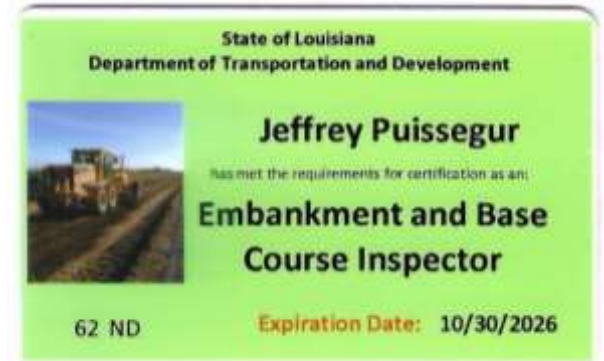 State of Louisiana
Department of Transportation and Development
Jeffrey Puissegur
has met the requirements for certification as an:
Embankment and Base
Course Inspector
62 ND
Expiration Date: 10/30/2026